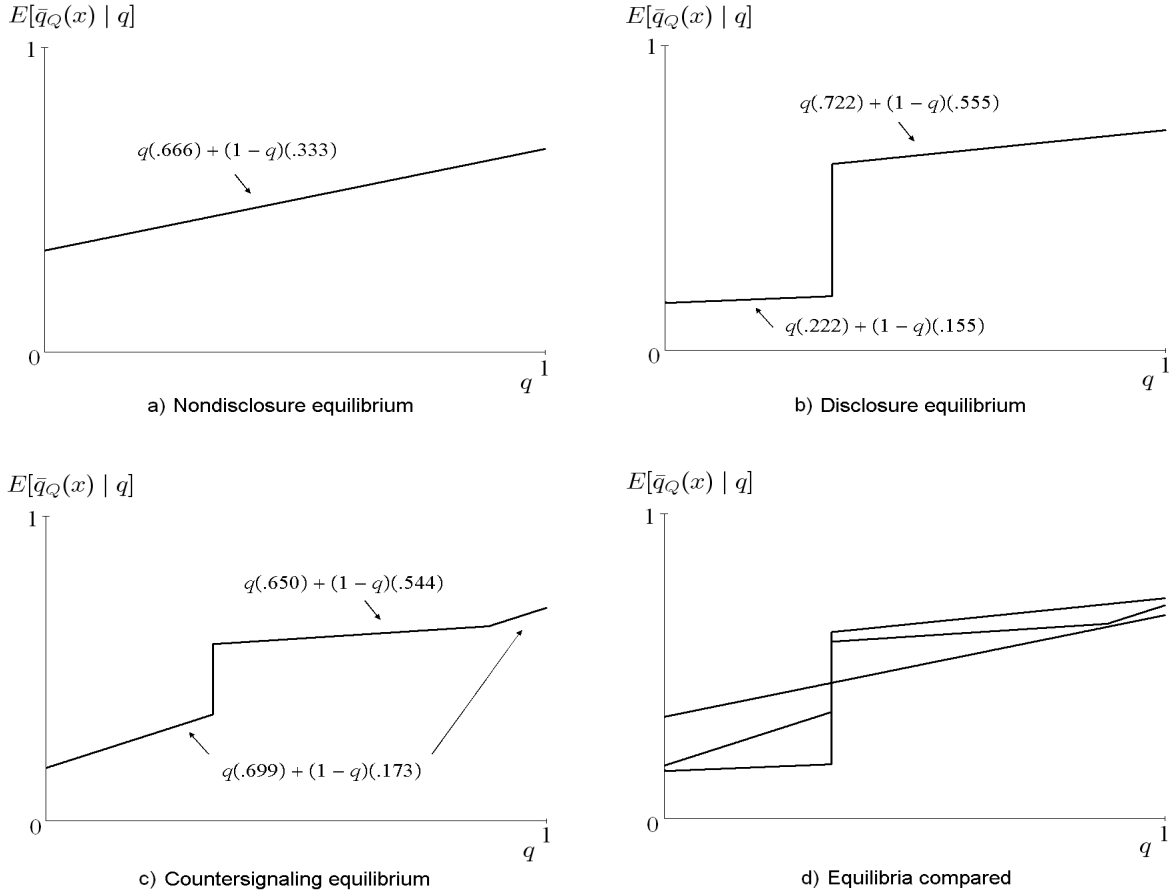 E[q̄_Q(x) | q]
1
q(.666) + (1 − q)(.333)
0
1
q
a) Nondisclosure equilibrium
E[q̄_Q(x) | q]
1
q(.722) + (1 − q)(.555)
q(.222) + (1 − q)(.155)
0
1
q
b) Disclosure equilibrium
E[q̄_Q(x) | q]
1
q(.650) + (1 − q)(.544)
q(.699) + (1 − q)(.173)
0
1
q
c) Countersignaling equilibrium
E[q̄_Q(x) | q]
1
0
1
q
d) Equilibria compared